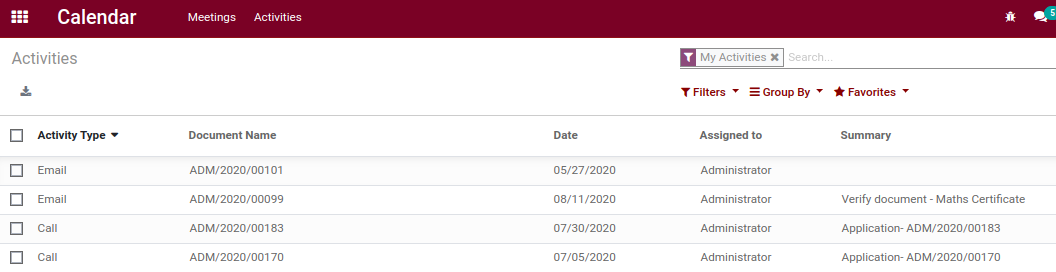 Calendar Meetings Activities 5
Activities My Activities Search...
Filters Group By Favorites
Activity Type Document Name Date Assigned to Summary
Email ADM/2020/00101 05/27/2020 Administrator
Email ADM/2020/00099 08/11/2020 Administrator Verify document - Maths Certificate
Call ADM/2020/00183 07/30/2020 Administrator Application- ADM/2020/00183
Call ADM/2020/00170 07/05/2020 Administrator Application- ADM/2020/00170